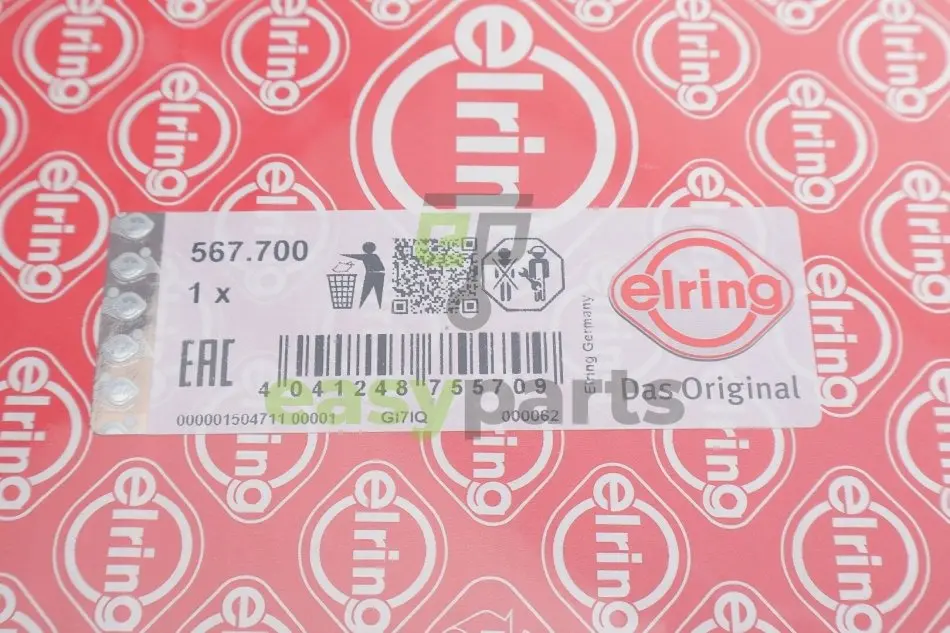 elring
567.700
1 x
EAC
4 041248 755709
000001504711 00001 GI7IQ 000062
Elring Germany
elring
Das Original
easyparts